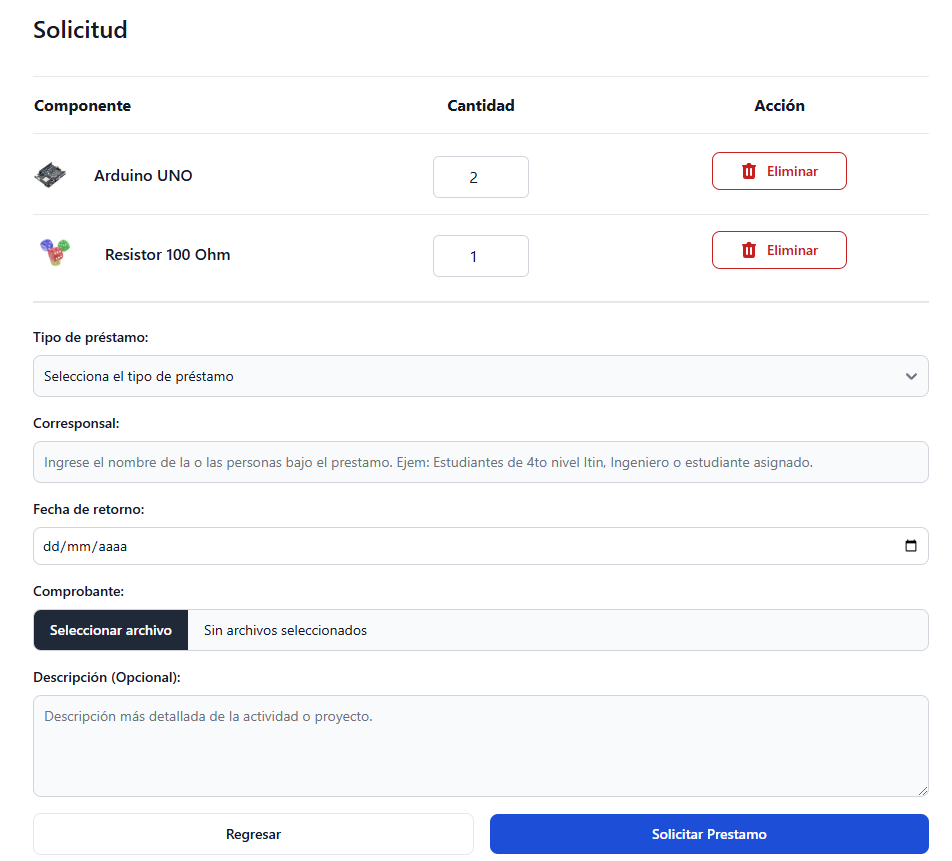 Solicitud
Componente Cantidad Acción
Arduino UNO 2 Eliminar
Resistor 100 Ohm 1 Eliminar
Tipo de préstamo:
Selecciona el tipo de préstamo
Corresponsal:
Ingrese el nombre de la o las personas bajo el prestamo. Ejem: Estudiantes de 4to nivel Itin, Ingeniero o estudiante asignado.
Fecha de retorno:
dd/mm/aaaa
Comprobante:
Seleccionar archivo Sin archivos seleccionados
Descripción (Opcional):
Descripción más detallada de la actividad o proyecto.
Regresar Solicitar Prestamo